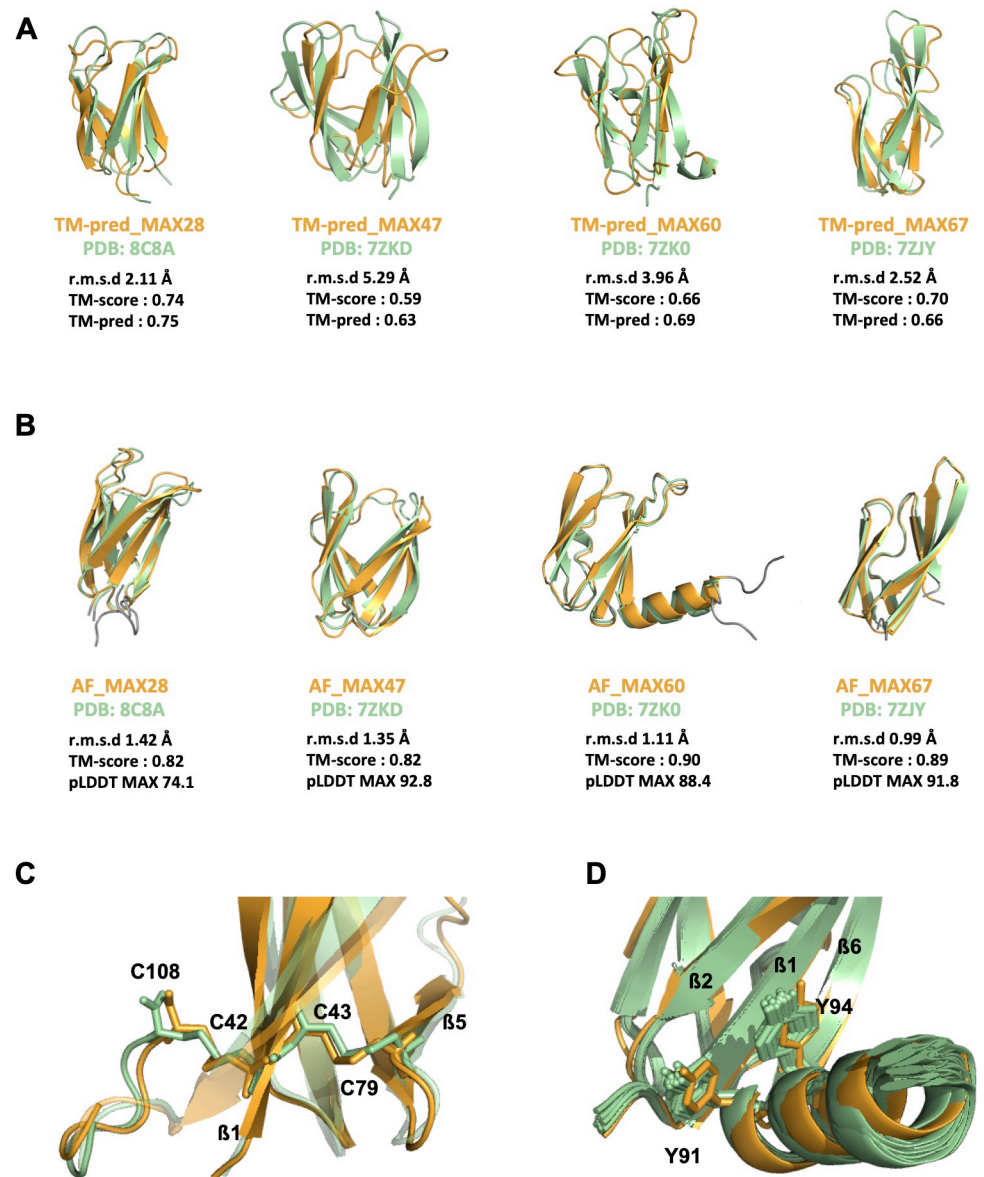 A
TM-pred_MAX28
PDB: 8C8A
r.m.s.d 2.11 Å
TM-score : 0.74
TM-pred : 0.75
TM-pred_MAX47
PDB: 7ZKD
r.m.s.d 5.29 Å
TM-score : 0.59
TM-pred : 0.63
TM-pred_MAX60
PDB: 7ZK0
r.m.s.d 3.96 Å
TM-score : 0.66
TM-pred : 0.69
TM-pred_MAX67
PDB: 7ZJY
r.m.s.d 2.52 Å
TM-score : 0.70
TM-pred : 0.66
B
AF_MAX28
PDB: 8C8A
r.m.s.d 1.42 Å
TM-score : 0.82
pLDDT MAX 74.1
AF_MAX47
PDB: 7ZKD
r.m.s.d 1.35 Å
TM-score : 0.82
pLDDT MAX 92.8
AF_MAX60
PDB: 7ZK0
r.m.s.d 1.11 Å
TM-score : 0.90
pLDDT MAX 88.4
AF_MAX67
PDB: 7ZJY
r.m.s.d 0.99 Å
TM-score : 0.89
pLDDT MAX 91.8
C
C108
C42
C43
ß5
C79
ß1
D
ß6
ß1
ß2
Y94
Y91